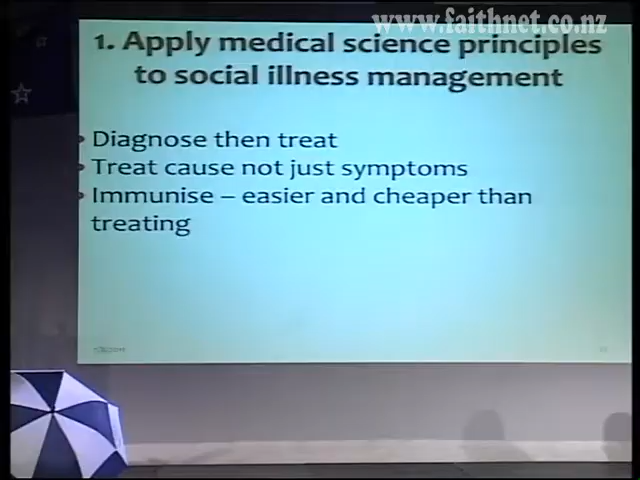 www.faithnet.co.nz
1. Apply medical science principles
to social illness management
Diagnose then treat
Treat cause not just symptoms
Immunise – easier and cheaper than
treating